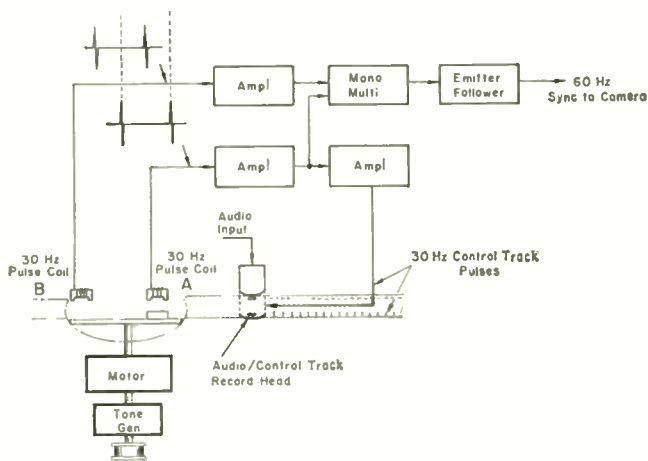 Ampl
Mono
Multi
Emitter
Follower
60 Hz
Sync to Camera
Ampl
Ampl
Audio
Input
30 Hz
Pulse Coil
B
30 Hz
Pulse Coil
A
30 Hz Control Track
Pulses
Audio/Control Track
Record Head
Motor
Tone
Gen